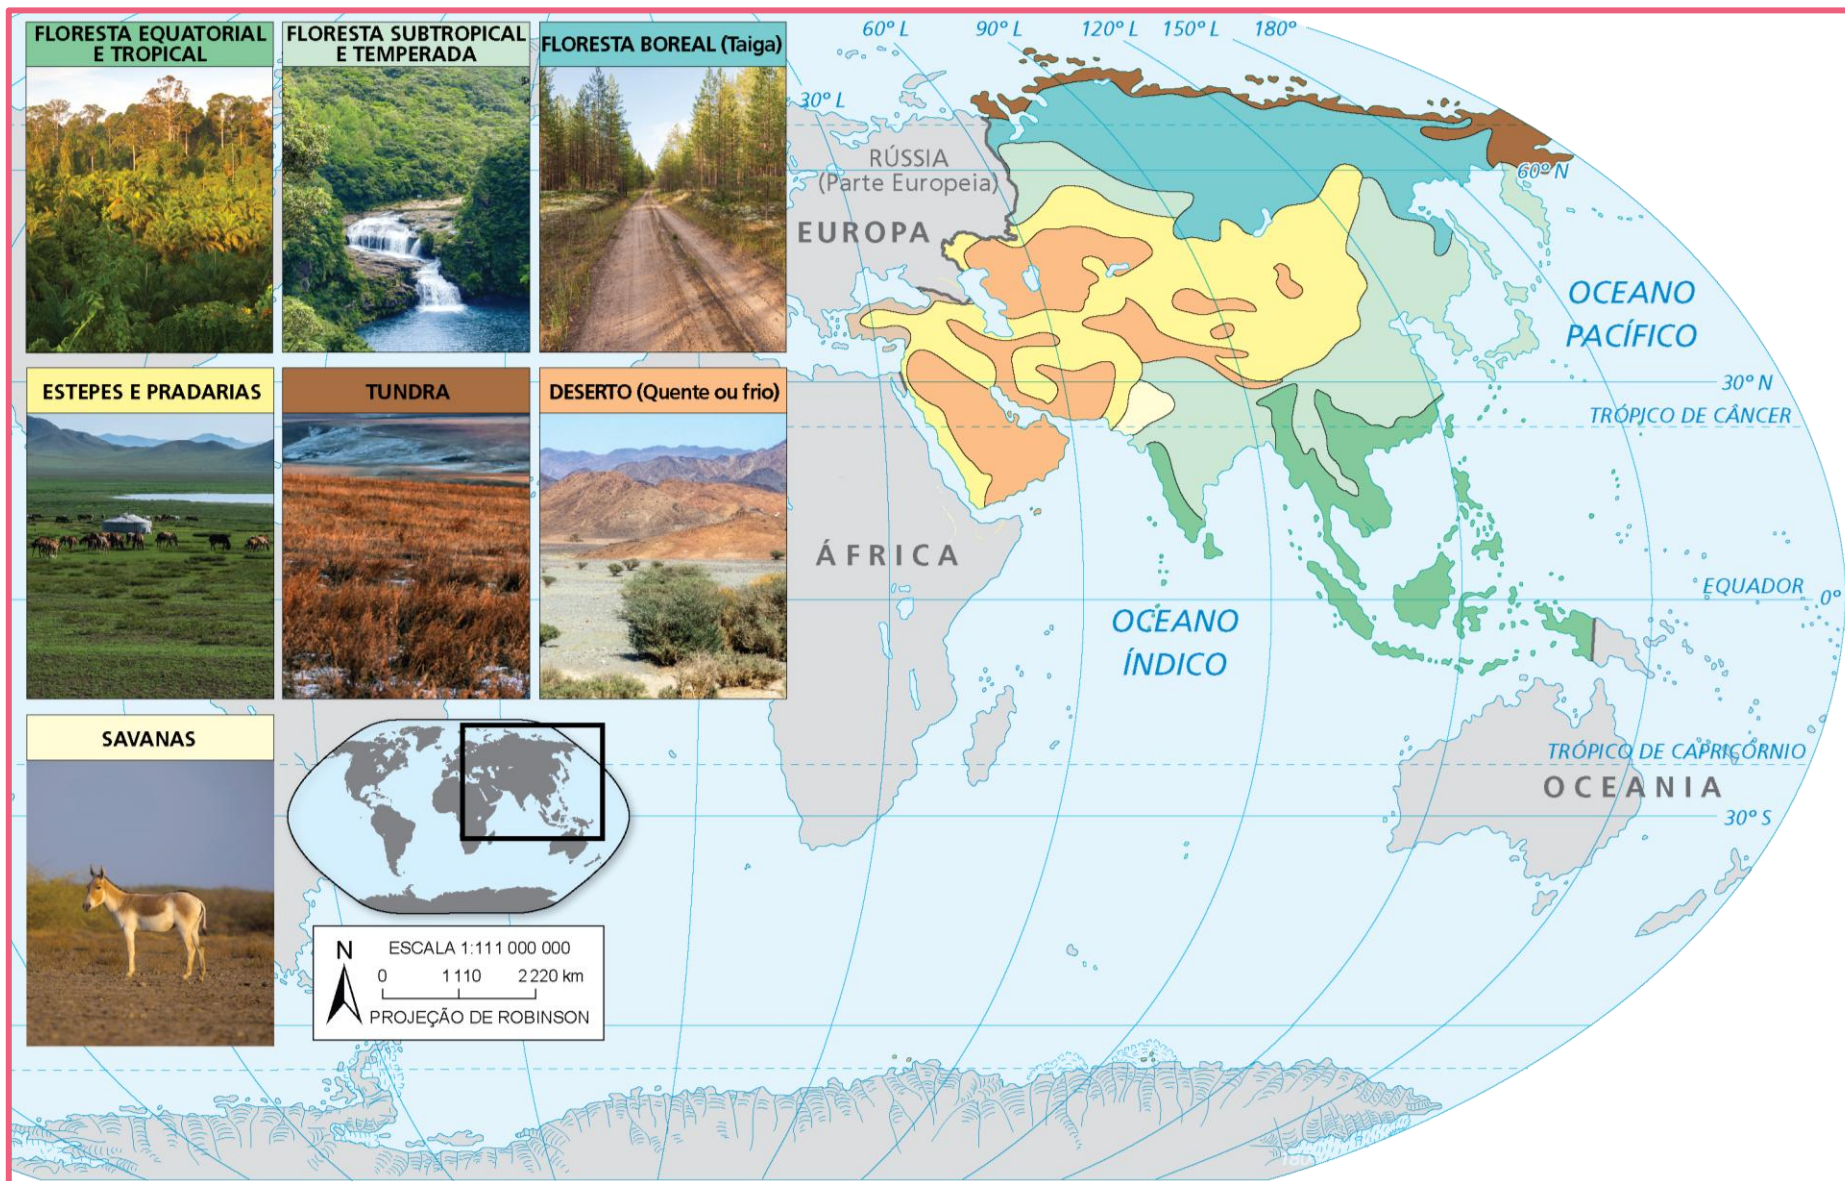 FLORESTA EQUATORIAL
E TROPICAL
FLORESTA SUBTROPICAL
E TEMPERADA
FLORESTA BOREAL (Taiga)
ESTEPES E PRADARIAS
TUNDRA
DESERTO (Quente ou frio)
SAVANAS
60° L
90° L
120° L
150° L
180°
30° L
RÚSSIA
(Parte Europeia)
EUROPA
60° N
OCEANO
PACÍFICO
30° N
TRÓPICO DE CÂNCER
ÁFRICA
EQUADOR
0°
OCEANO
ÍNDICO
TRÓPICO DE CAPRICÓRNIO
OCEANIA
30° S
N
ESCALA 1:111 000 000
0 1 110 2 220 km
PROJEÇÃO DE ROBINSON